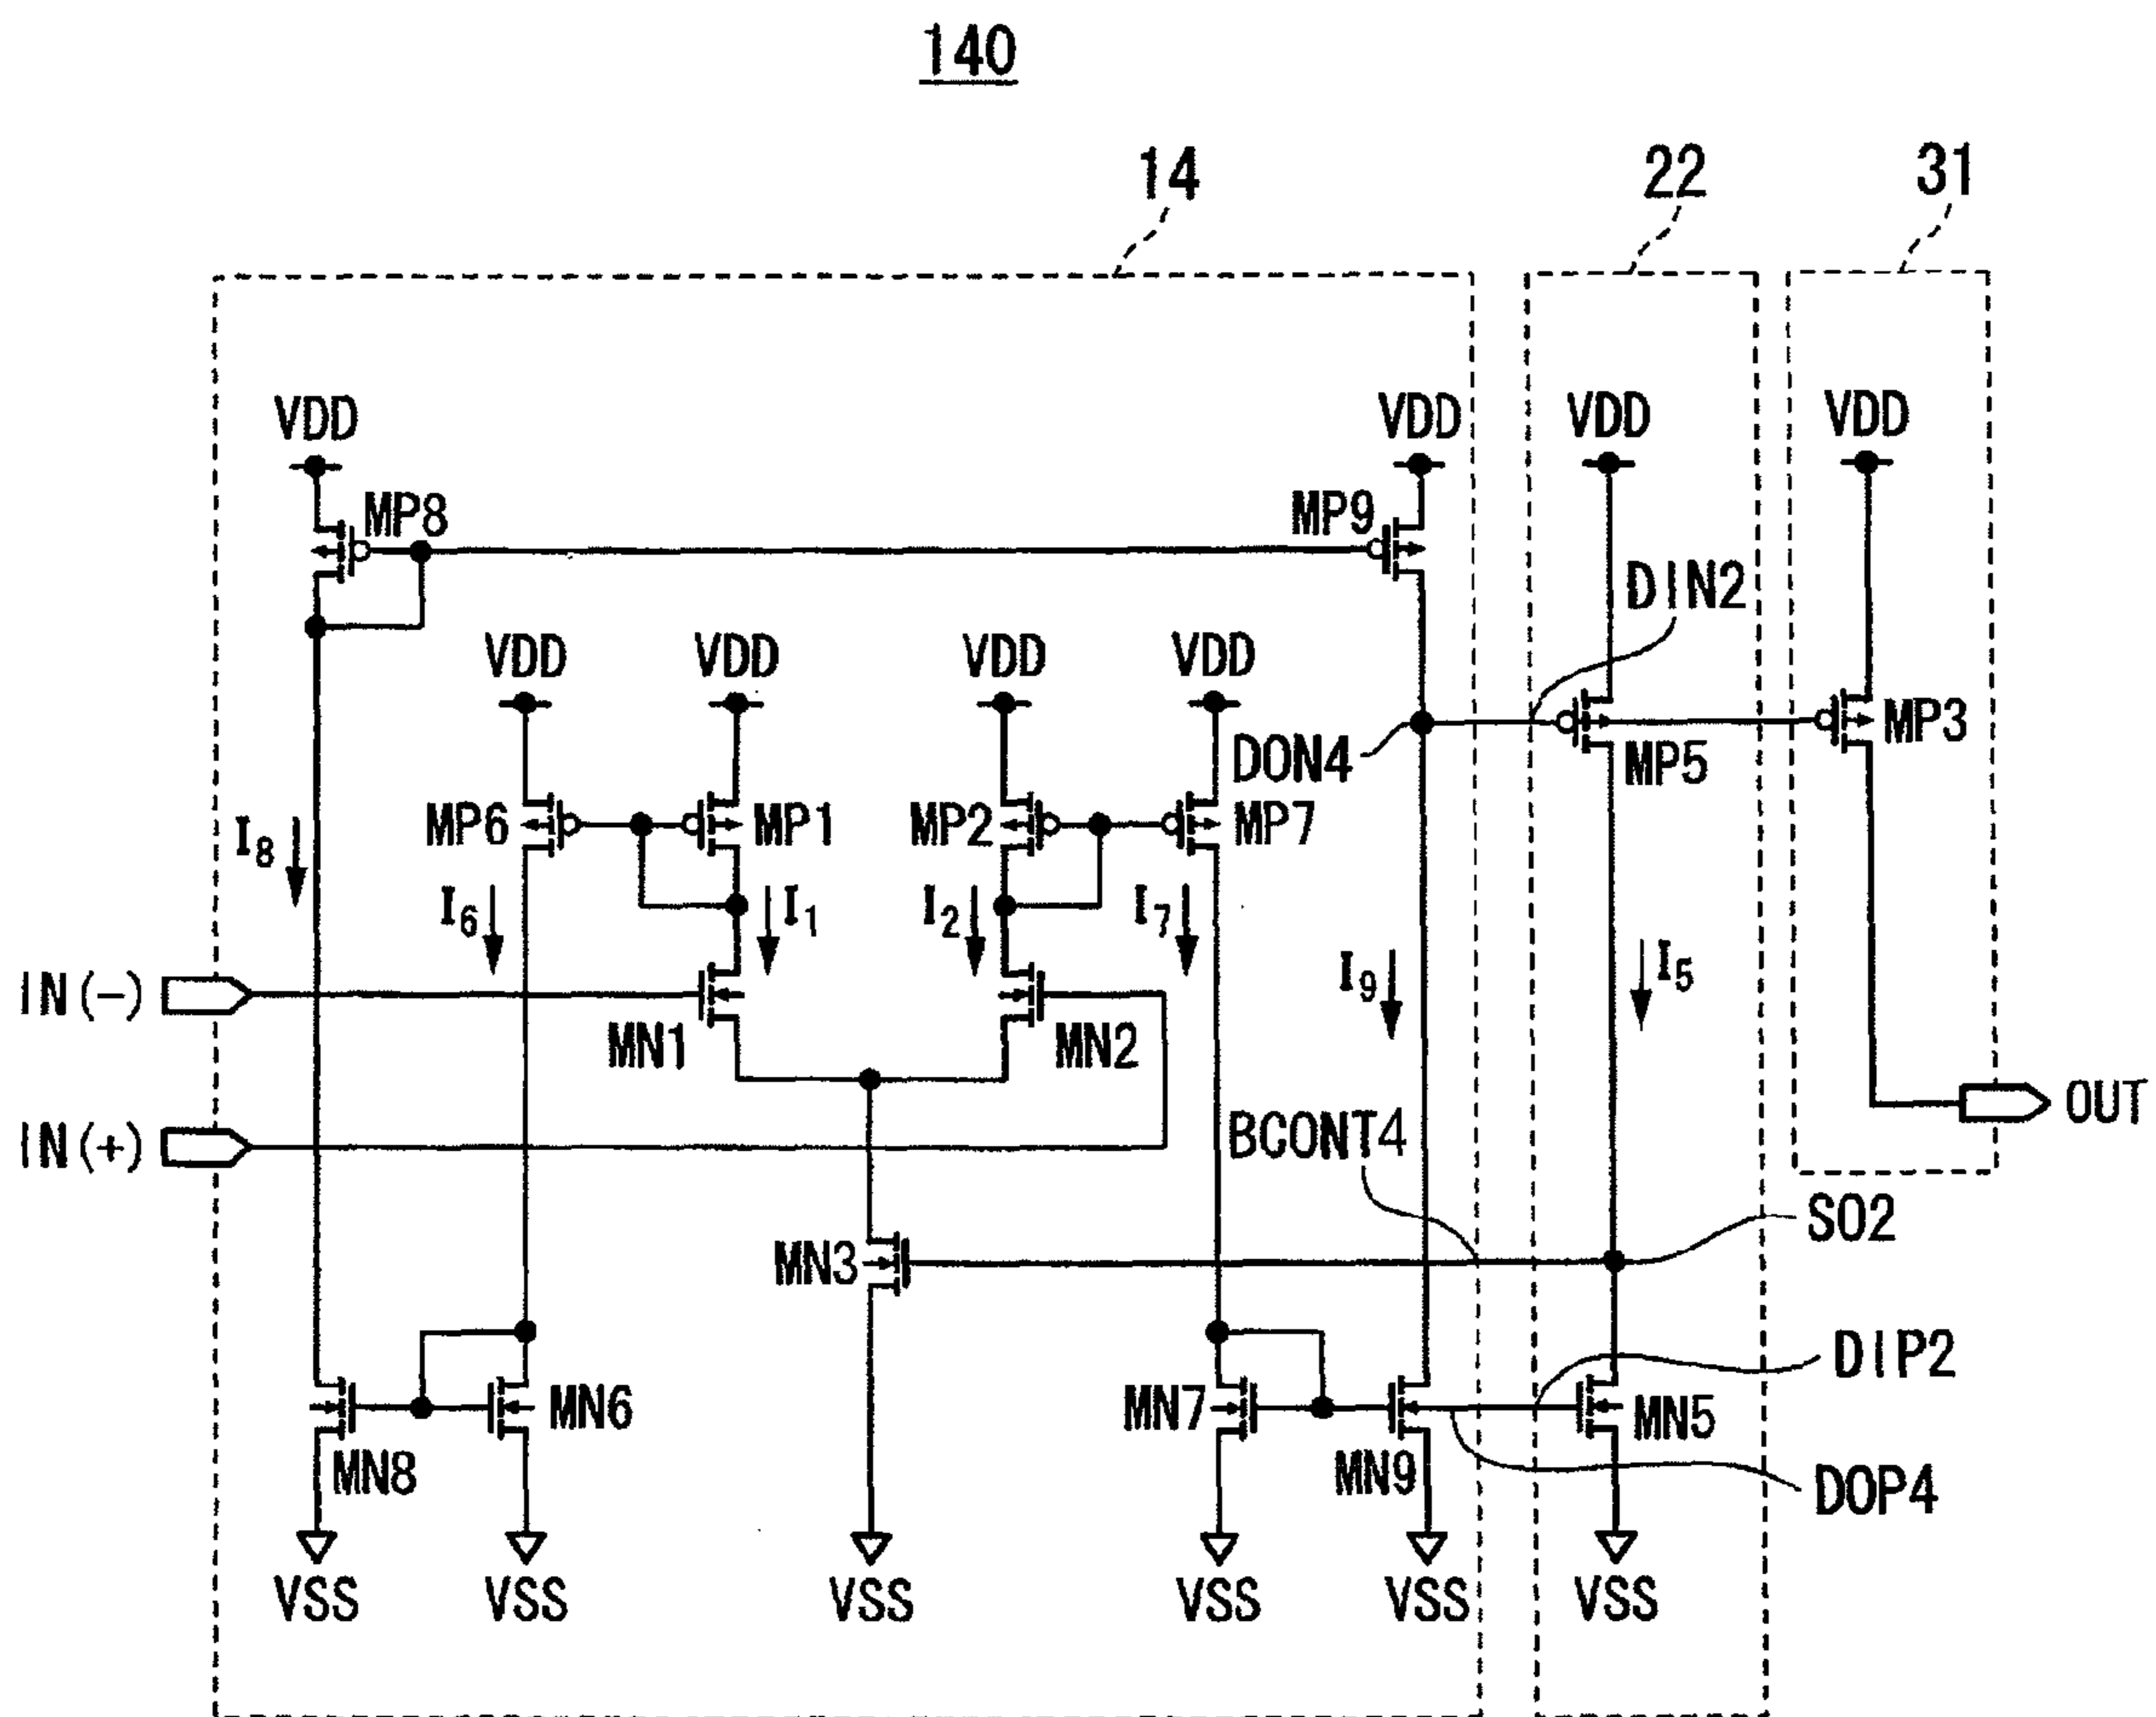 140
14
22
31
VDD
VDD
VDD
VDD
MP8
MP9
DIN2
VDD
VDD
VDD
VDD
DON4
MP5
MP3
MP6
MP1
MP2
MP7
I8
I6
I1
I2
I7
I9
I5
IN(-)
MN1
MN2
OUT
IN(+)
BCONT4
SO2
MN3
DIP2
MN6
MN7
MN5
MN8
MN9
DOP4
VSS
VSS
VSS
VSS
VSS
VSS